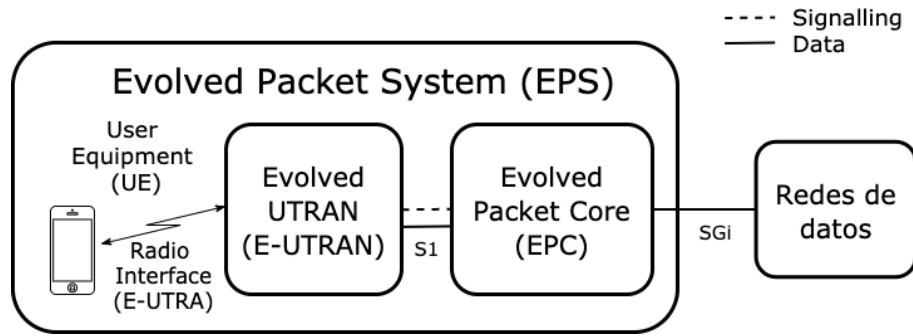 Signalling
Data
Evolved Packet System (EPS)
User
Equipment
(UE)
Radio
Interface
(E-UTRA)
Evolved
UTRAN
(E-UTRAN)
S1
Evolved
Packet Core
(EPC)
SGi
Redes de
datos